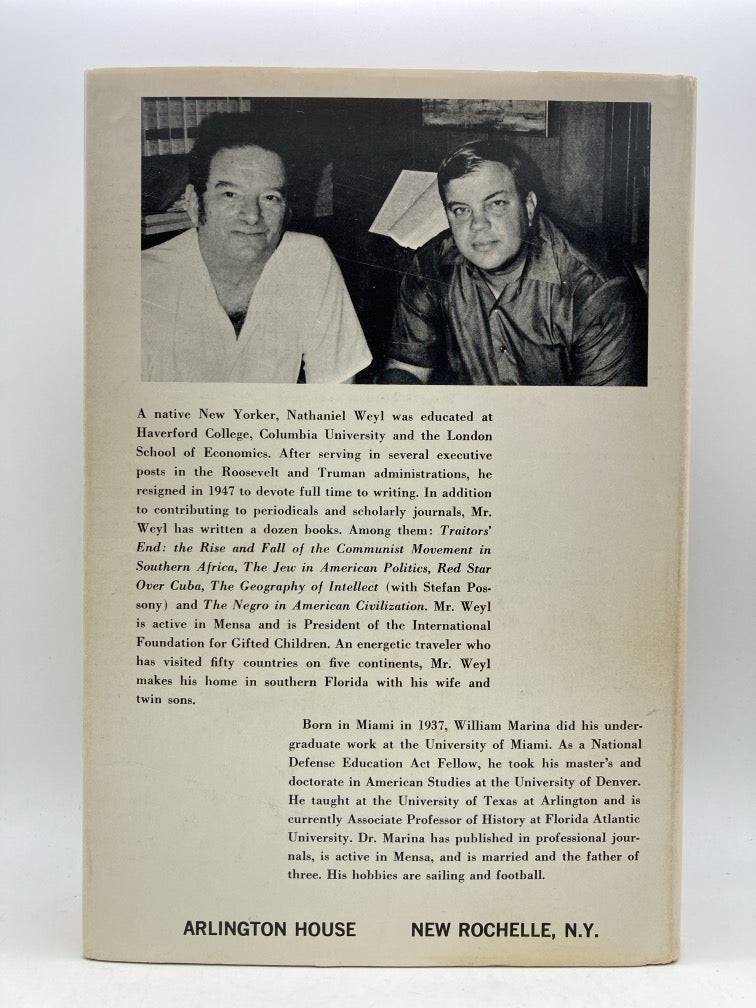 A native New Yorker, Nathaniel Weyl was educated at
Haverford College, Columbia University and the London
School of Economics. After serving in several executive
posts in the Roosevelt and Truman administrations, he
resigned in 1947 to devote full time to writing. In addition
to contributing to periodicals and scholarly journals, Mr.
Weyl has written a dozen books. Among them: Traitors'
End: the Rise and Fall of the Communist Movement in
Southern Africa, The Jew in American Politics, Red Star
Over Cuba, The Geography of Intellect (with Stefan Pos-
sony) and The Negro in American Civilization. Mr. Weyl
is active in Mensa and is President of the International
Foundation for Gifted Children. An energetic traveler who
has visited fifty countries on five continents, Mr. Weyl
makes his home in southern Florida with his wife and
twin sons.
Born in Miami in 1937, William Marina did his under-
graduate work at the University of Miami. As a National
Defense Education Act Fellow, he took his master's and
doctorate in American Studies at the University of Denver.
He taught at the University of Texas at Arlington and is
currently Associate Professor of History at Florida Atlantic
University. Dr. Marina has published in professional jour-
nals, is active in Mensa, and is married and the father of
three. His hobbies are sailing and football.
ARLINGTON HOUSE NEW ROCHELLE, N.Y.